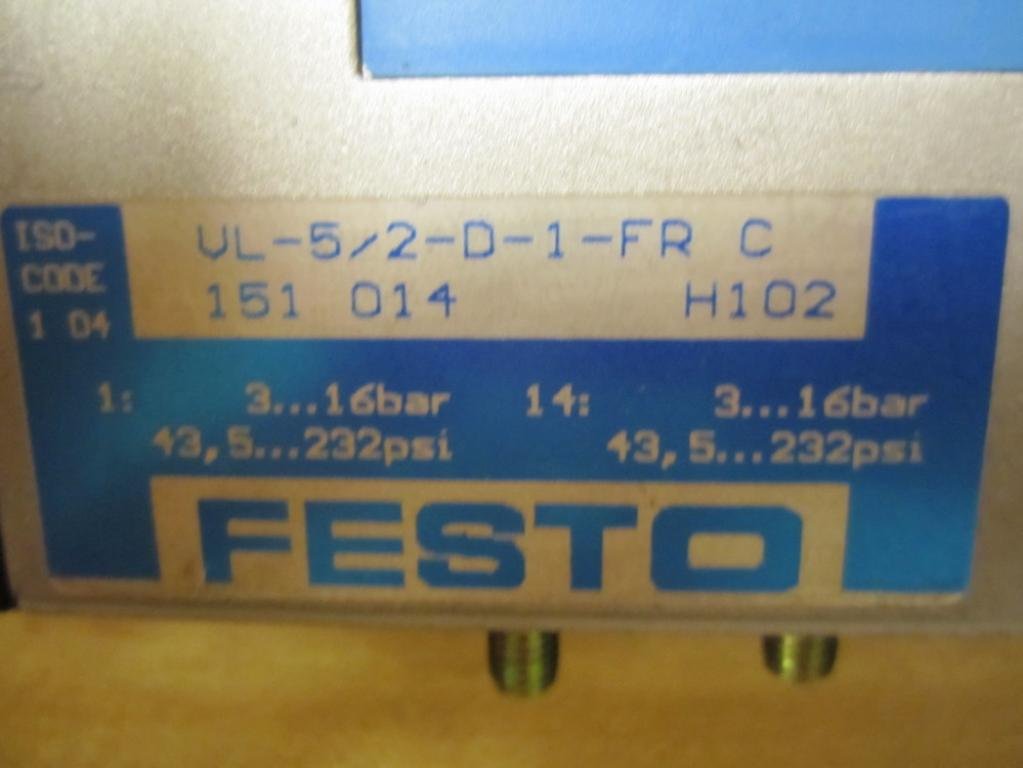 ISO-
CODE
1 04
VL-5/2-D-1-FR C
151 014 H102
1: 3...16bar 14: 3...16bar
43,5...232psi 43,5...232psi
FESTO